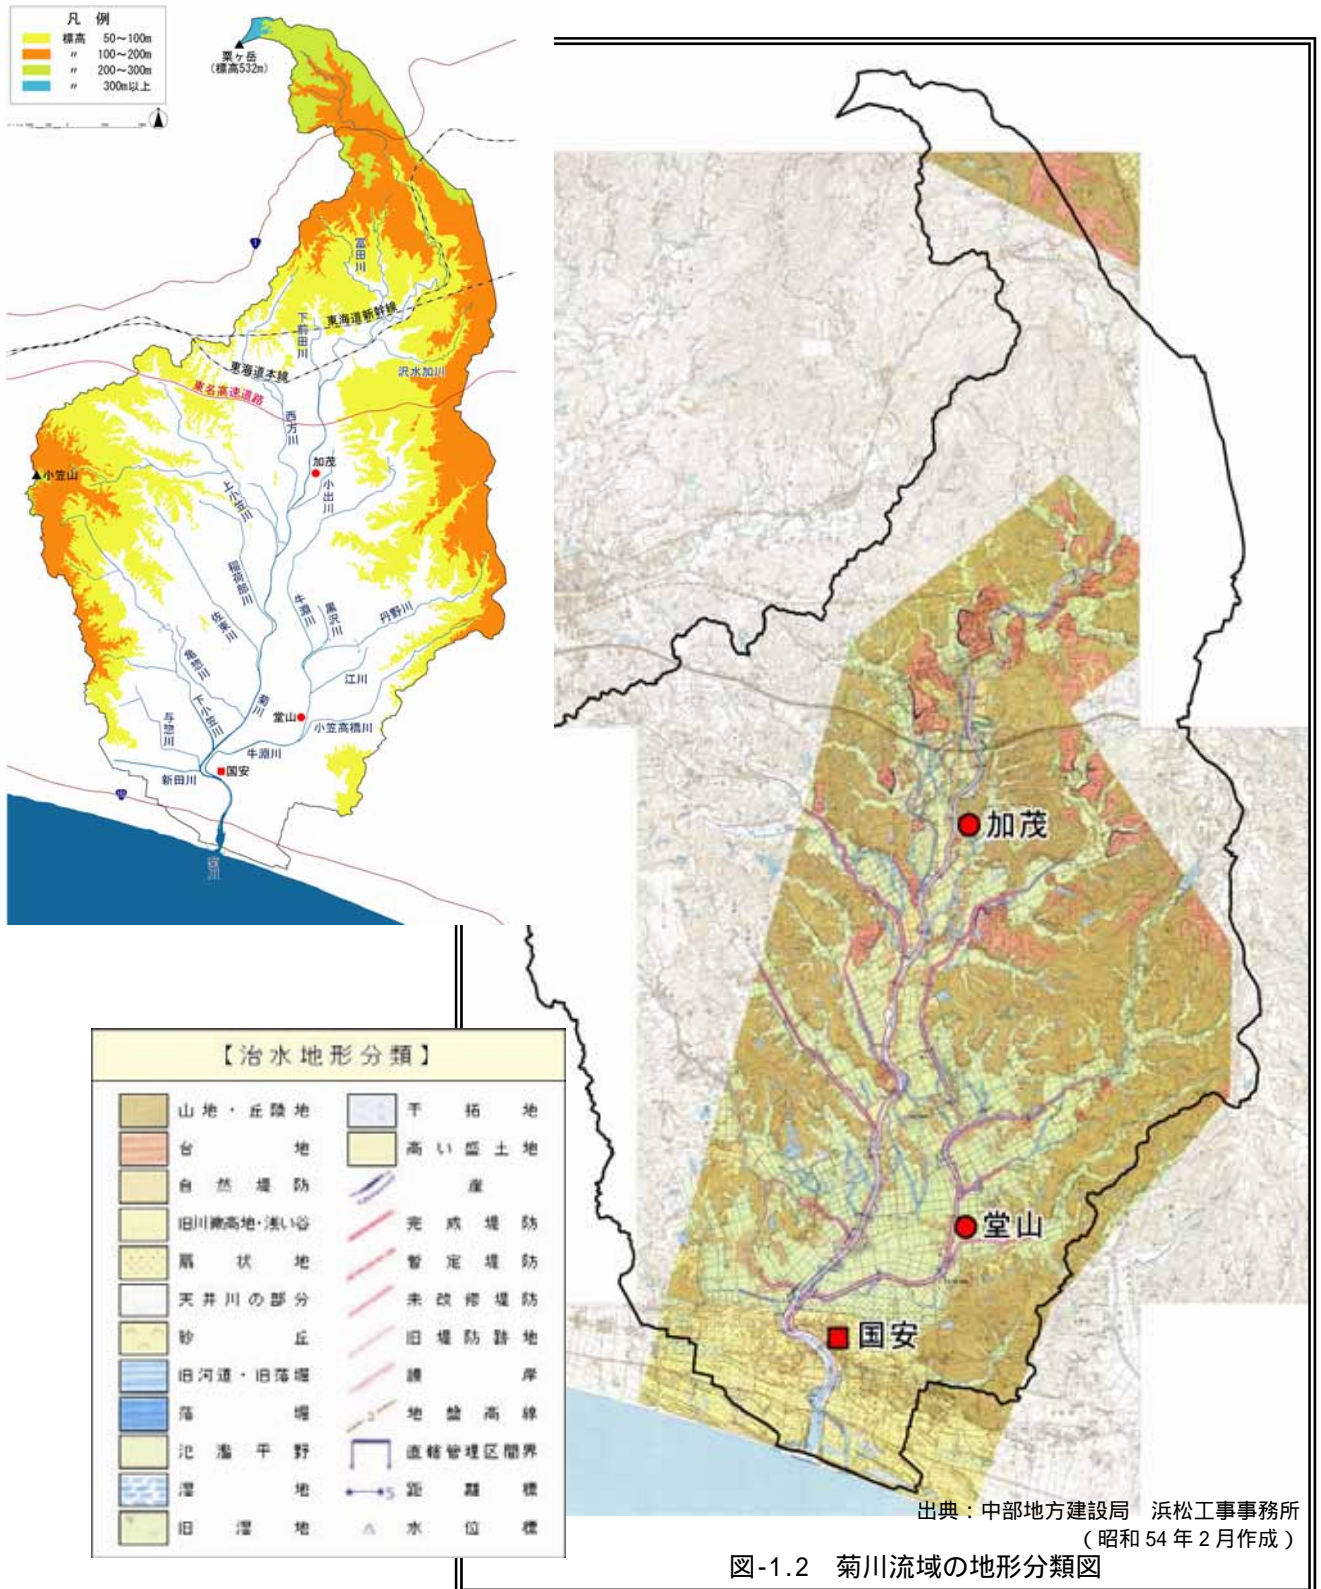 凡 例
標高 50～100m
〃 100～200m
〃 200～300m
〃 300m以上
粟ヶ岳
(標高532m)
1
富田川
下前田川
東海道新幹線
東海道本線
沢水加川
東名高速道路
西方川
加茂
小笠山
上小笠川
小出川
稲荷部川
佐束川
牛淵川
黒沢川
丹野川
亀惣川
江川
菊川
下小笠川
堂山
与惣川
小笠高橋川
牛淵川
国安
新田川
菊川
加茂
堂山
国安
【治水地形分類】
山地・丘陵地
台地
自然堤防
旧川微高地・浅い谷
扇状地
天井川の部分
砂丘
旧河道・旧落堀
落堀
氾濫平野
湿地
旧湿地
干拓地
高い盛土地
崖
完成堤防
暫定堤防
未改修堤防
旧堤防跡地
護岸
地盤高線
直轄管理区間界
5 距離標
水位標
出典：中部地方建設局 浜松工事事務所
（昭和 54 年 2 月作成）
図-1.2 菊川流域の地形分類図